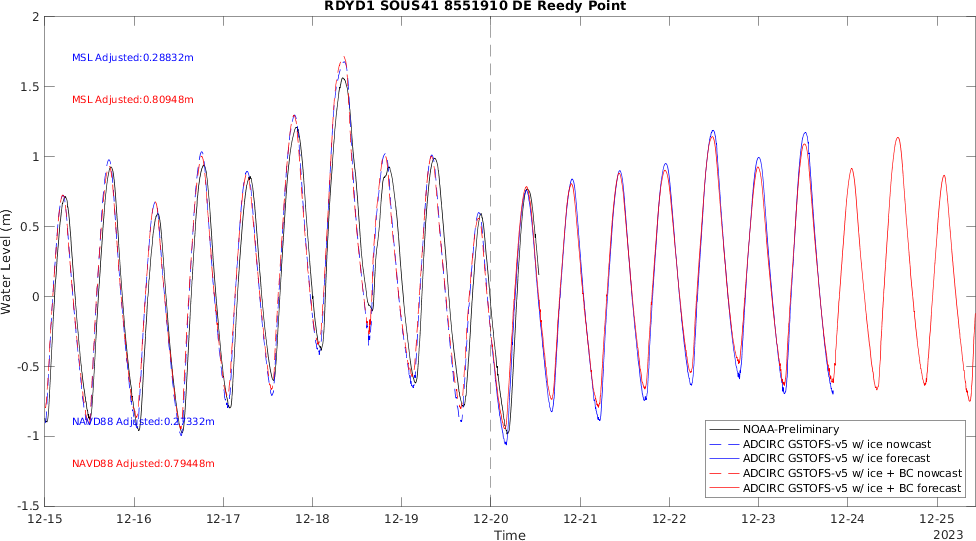 RDYD1 SOUS41 8551910 DE Reedy Point
2
1.5
1
0.5
0
-0.5
-1
-1.5
Water Level (m)
MSL Adjusted:0.28832m
MSL Adjusted:0.80948m
NAVD88 Adjusted:0.27332m
NAVD88 Adjusted:0.79448m
NOAA-Preliminary
ADCIRC GSTOFS-v5 w/ ice nowcast
ADCIRC GSTOFS-v5 w/ ice forecast
ADCIRC GSTOFS-v5 w/ ice + BC nowcast
ADCIRC GSTOFS-v5 w/ ice + BC forecast
12-15 12-16 12-17 12-18 12-19 12-20 12-21 12-22 12-23 12-24 12-25
Time
2023